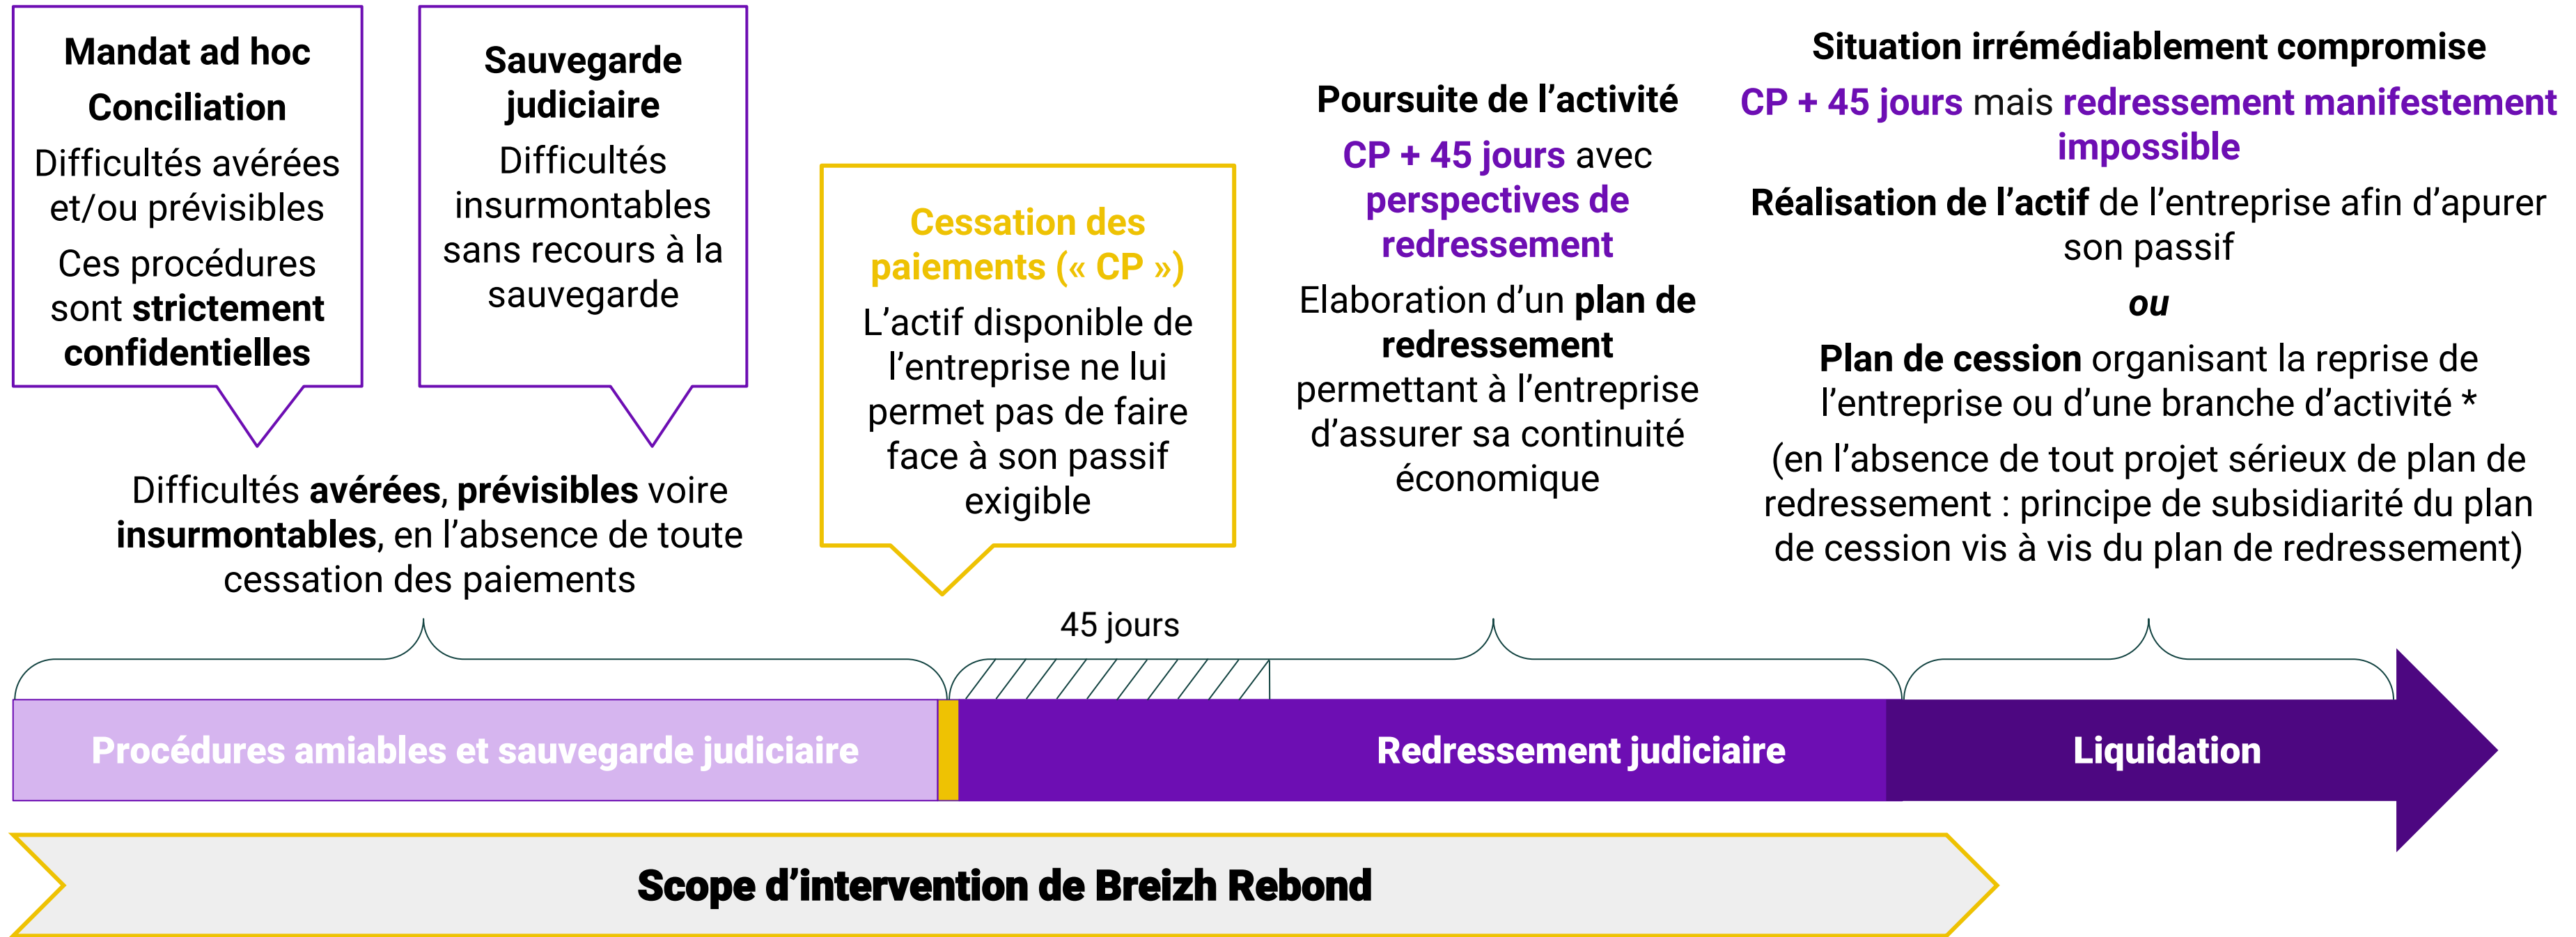 Mandat ad hoc
Conciliation
Difficultés avérées
et/ou prévisibles
Ces procédures
sont strictement
confidentielles
Sauvegarde
judiciaire
Difficultés
insurmontables
sans recours à la
sauvegarde
Difficultés avérées, prévisibles voire
insurmontables, en l’absence de toute
cessation des paiements
Cessation des
paiements (« CP »)
L’actif disponible de
l’entreprise ne lui
permet pas de faire
face à son passif
exigible
45 jours
Poursuite de l’activité
CP + 45 jours avec
perspectives de
redressement
Elaboration d’un plan de
redressement
permettant à l’entreprise
d’assurer sa continuité
économique
Situation irrémédiablement compromise
CP + 45 jours mais redressement manifestement
impossible
Réalisation de l’actif de l’entreprise afin d’apurer
son passif
ou
Plan de cession organisant la reprise de
l’entreprise ou d’une branche d’activité *
(en l’absence de tout projet sérieux de plan de
redressement : principe de subsidiarité du plan
de cession vis à vis du plan de redressement)
Procédures amiables et sauvegarde judiciaire
Redressement judiciaire
Liquidation
Scope d’intervention de Breizh Rebond